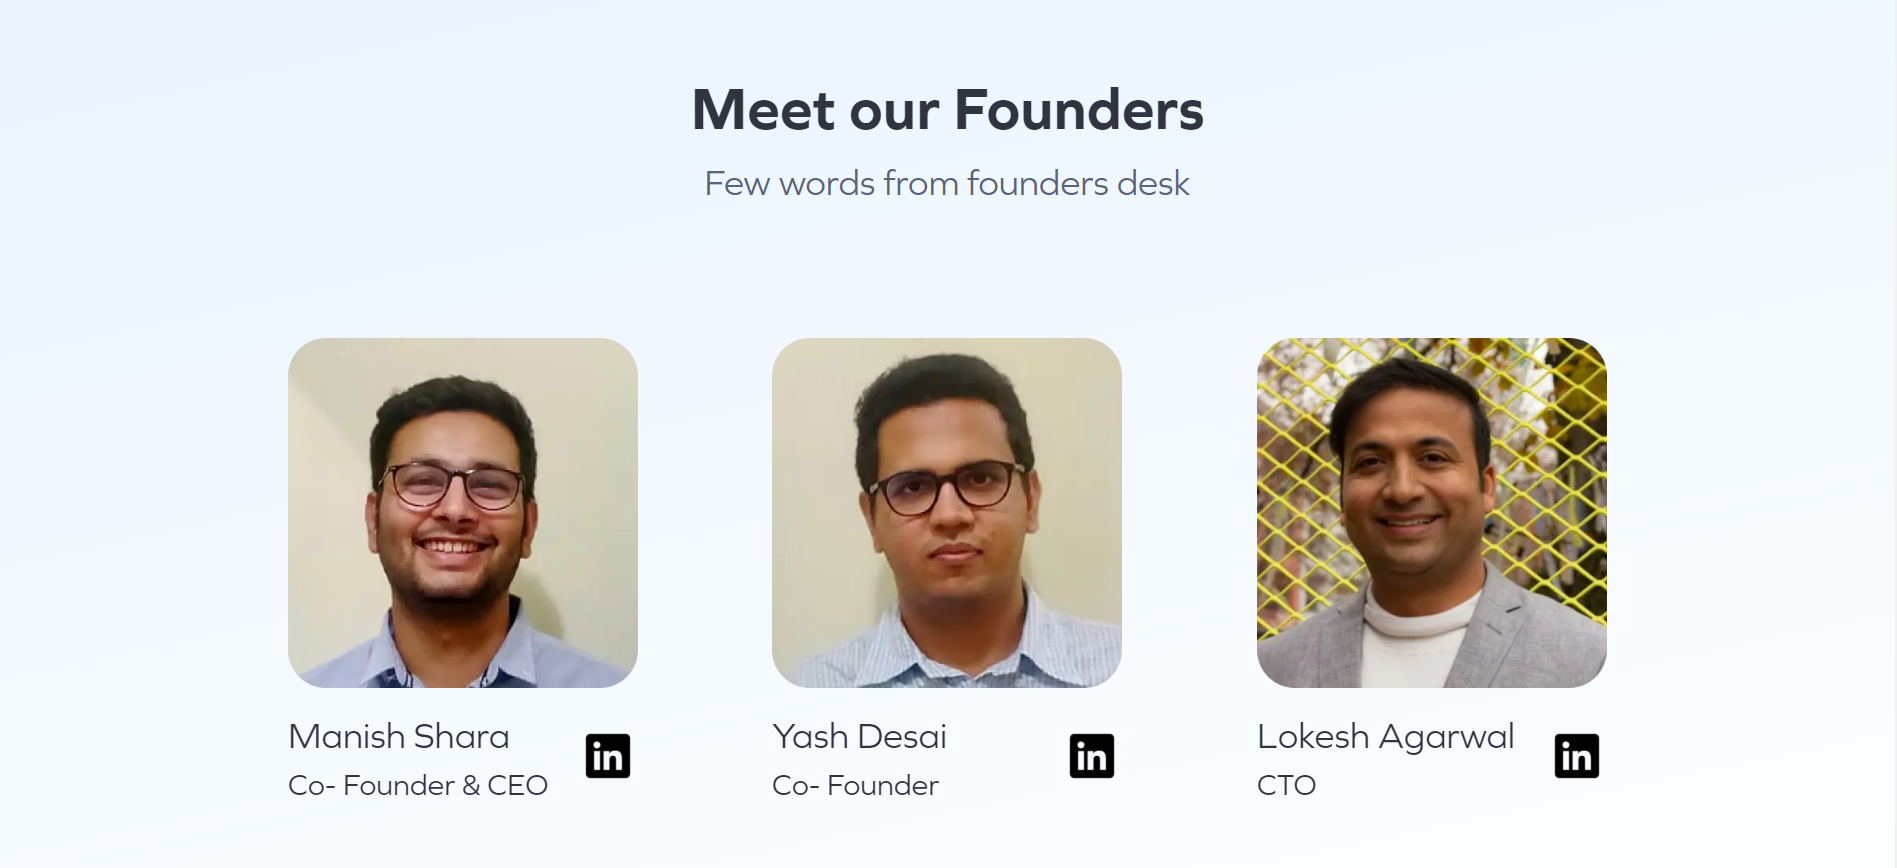 Meet our Founders
Few words from founders desk
Manish Shara
Co- Founder & CEO
in
Yash Desai
Co- Founder
in
Lokesh Agarwal
CTO
in